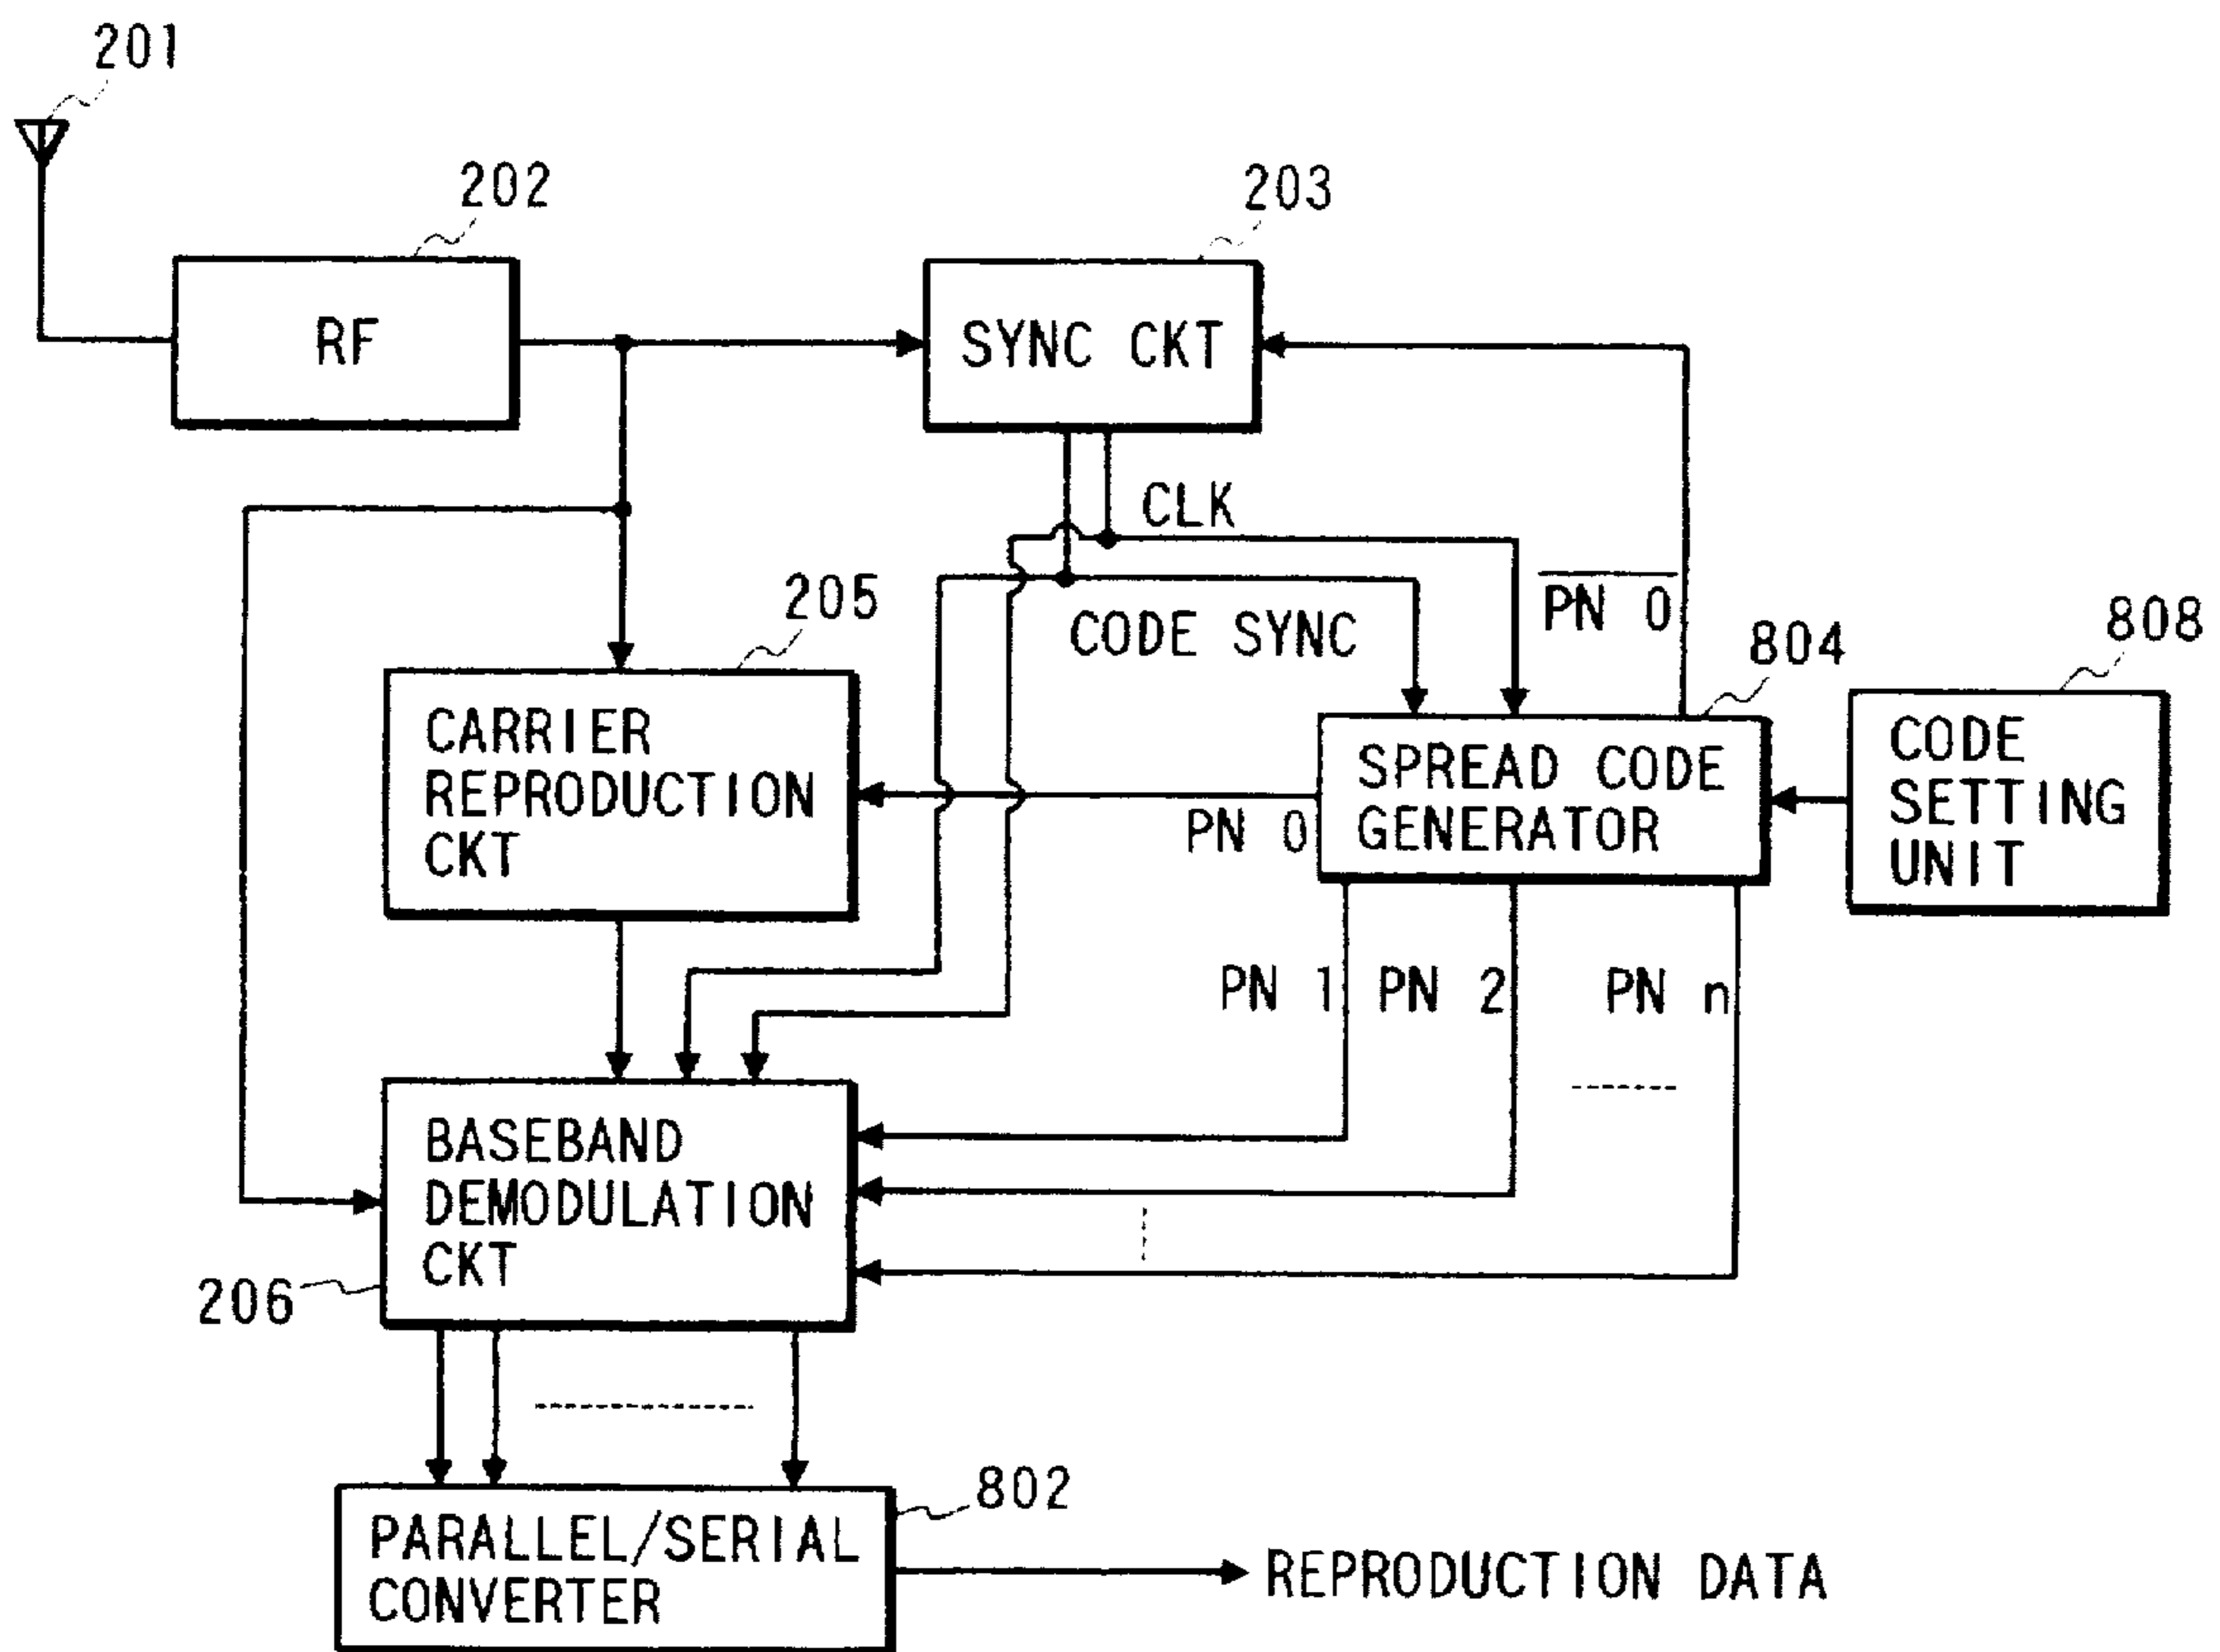 201
202
203
RF
SYNC CKT
CLK
205
CODE SYNC
PN 0
804
808
CARRIER
REPRODUCTION
CKT
PN 0
SPREAD CODE
GENERATOR
CODE
SETTING
UNIT
PN 1
PN 2
PN n
BASEBAND
DEMODULATION
CKT
206
802
PARALLEL/SERIAL
CONVERTER
REPRODUCTION DATA